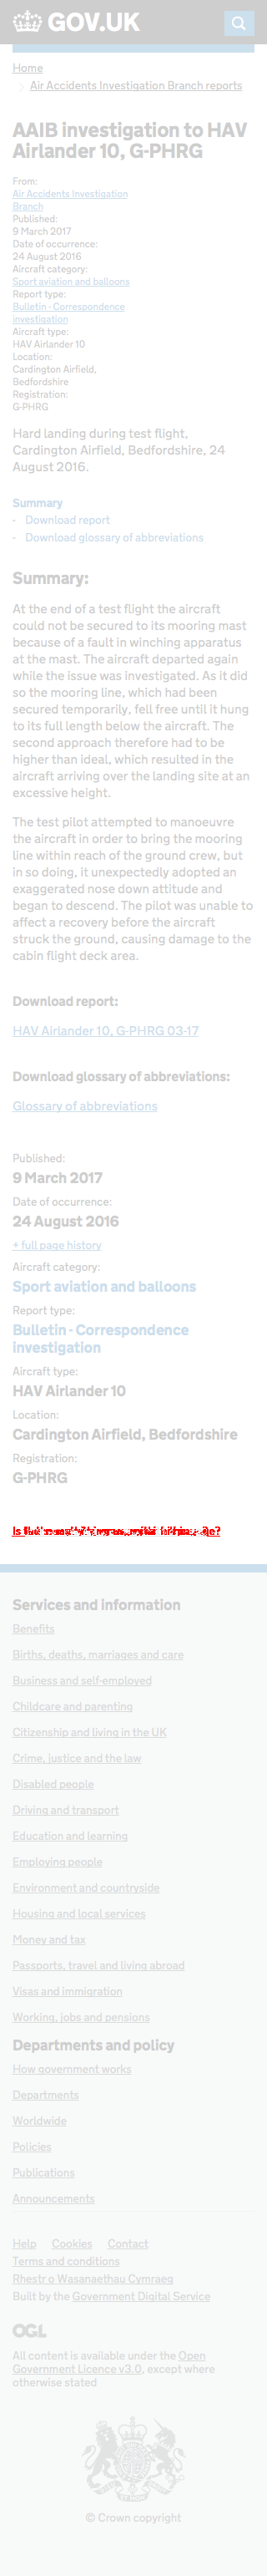 GOV.UK
Home
Air Accidents Investigation Branch reports
AAIB investigation to HAV
Airlander 10, G-PHRG
From:
Air Accidents Investigation
Branch
Published:
9 March 2017
Date of occurrence:
24 August 2016
Aircraft category:
Sport aviation and balloons
Report type:
Bulletin - Correspondence
investigation
Aircraft type:
HAV Airlander 10
Location:
Cardington Airfield,
Bedfordshire
Registration:
G-PHRG
Hard landing during test flight,
Cardington Airfield, Bedfordshire, 24
August 2016.
Summary
- Download report
- Download glossary of abbreviations
Summary:
At the end of a test flight the aircraft
could not be secured to its mooring mast
because of a fault in winching apparatus
at the mast. The aircraft departed again
while the issue was investigated. As it did
so the mooring line, which had been
secured temporarily, fell free until it hung
to its full length below the aircraft. The
second approach therefore had to be
higher than ideal, which resulted in the
aircraft arriving over the landing site at an
excessive height.
The test pilot attempted to manoeuvre
the aircraft in order to bring the mooring
line within reach of the ground crew, but
in so doing, it unexpectedly adopted an
exaggerated nose down attitude and
began to descend. The pilot was unable to
affect a recovery before the aircraft
struck the ground, causing damage to the
cabin flight deck area.
Download report:
HAV Airlander 10, G-PHRG 03-17
Download glossary of abbreviations:
Glossary of abbreviations
Published:
9 March 2017
Date of occurrence:
24 August 2016
+ full page history
Aircraft category:
Sport aviation and balloons
Report type:
Bulletin - Correspondence
investigation
Aircraft type:
HAV Airlander 10
Location:
Cardington Airfield, Bedfordshire
Registration:
G-PHRG
Services and information
Benefits
Births, deaths, marriages and care
Business and self-employed
Childcare and parenting
Citizenship and living in the UK
Crime, justice and the law
Disabled people
Driving and transport
Education and learning
Employing people
Environment and countryside
Housing and local services
Money and tax
Passports, travel and living abroad
Visas and immigration
Working, jobs and pensions
Departments and policy
How government works
Departments
Worldwide
Policies
Publications
Announcements
Help Cookies Contact
Terms and conditions
Rhestr o Wasanaethau Cymraeg
Built by the Government Digital Service
OGL
All content is available under the Open
Government Licence v3.0, except where
otherwise stated
© Crown copyright